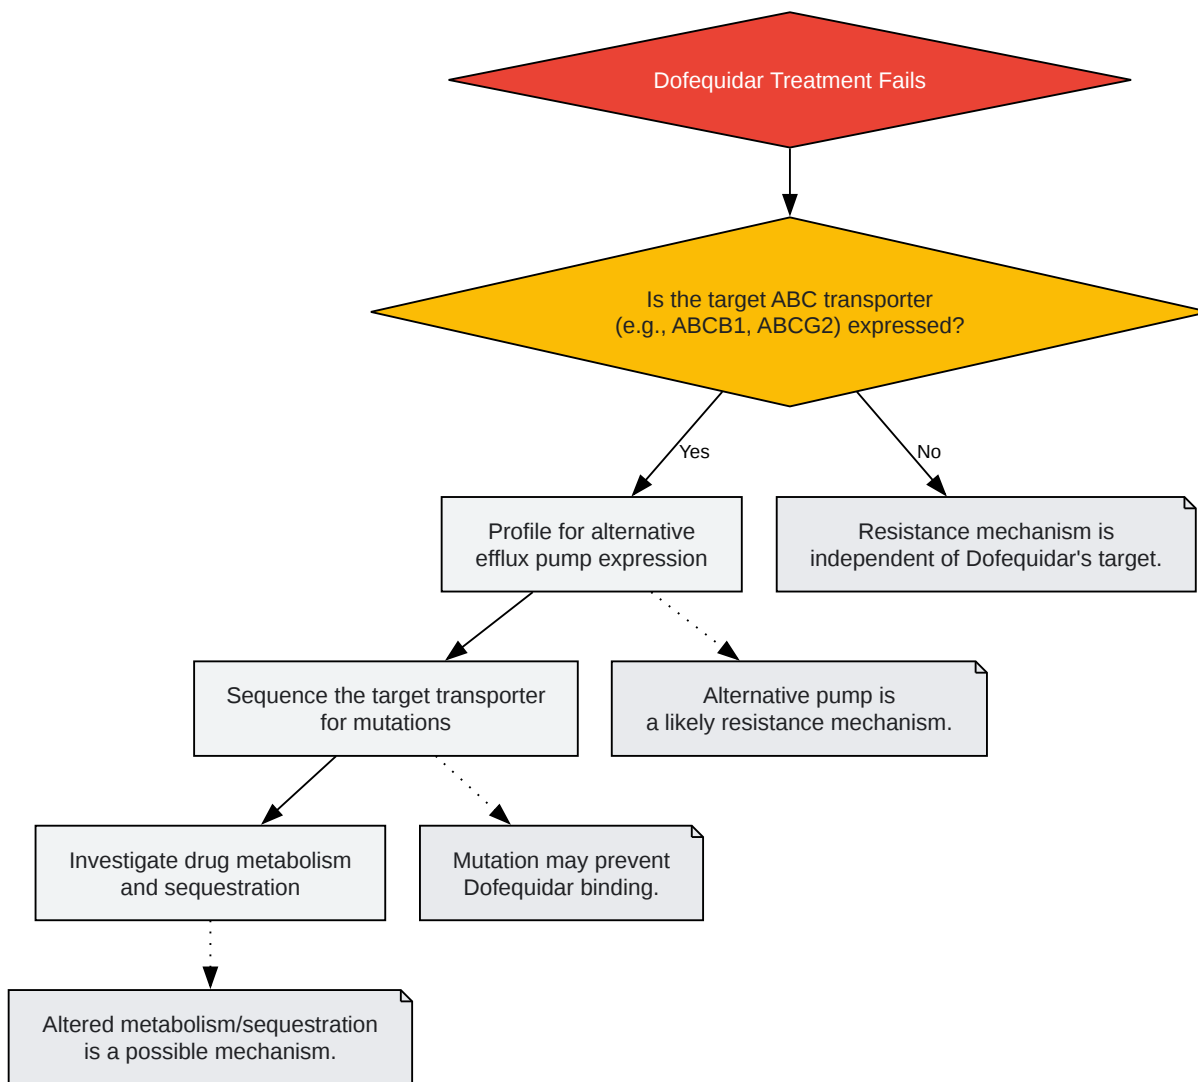 Dofequidar Treatment Fails
Is the target ABC transporter
(e.g., ABCB1, ABCG2) expressed?
Yes
No
Profile for alternative
efflux pump expression
Resistance mechanism is
independent of Dofequidar's target.
Sequence the target transporter
for mutations
Alternative pump is
a likely resistance mechanism.
Investigate drug metabolism
and sequestration
Mutation may prevent
Dofequidar binding.
Altered metabolism/sequestration
is a possible mechanism.